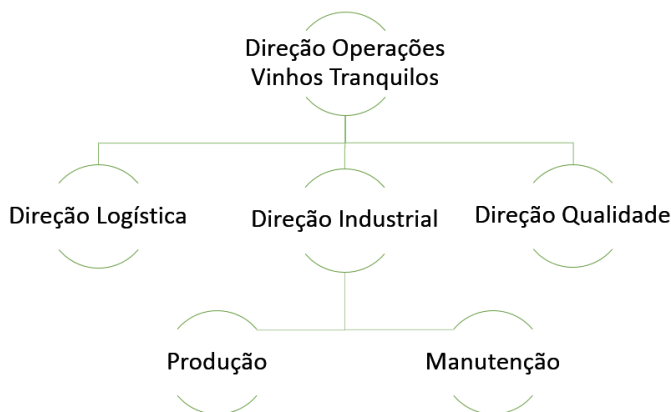 Direção Operações
Vinhos Tranquilos
Direção Logística
Direção Industrial
Direção Qualidade
Produção
Manutenção